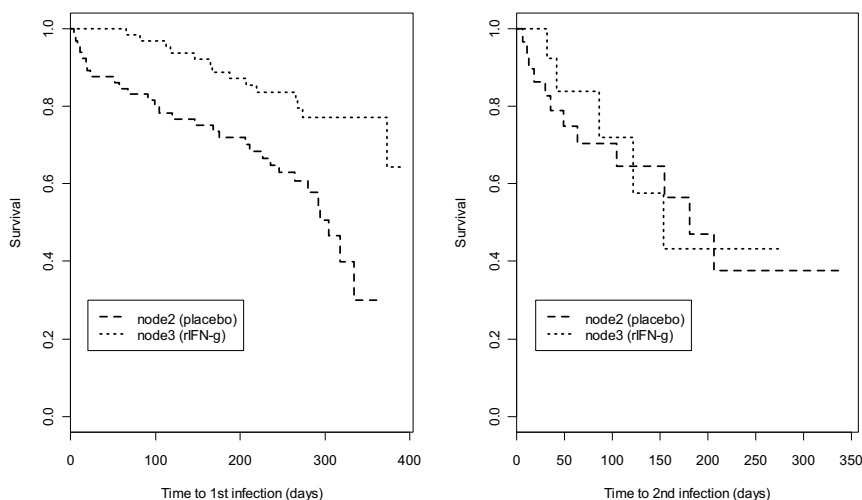 1.0
0.8
0.6
0.4
0.2
0.0
Survival
node2 (placebo)
node3 (rIFN-g)
0 100 200 300 400
Time to 1st infection (days)
1.0
0.8
0.6
0.4
0.2
0.0
Survival
node2 (placebo)
node3 (rIFN-g)
0 50 100 150 200 250 300 350
Time to 2nd infection (days)